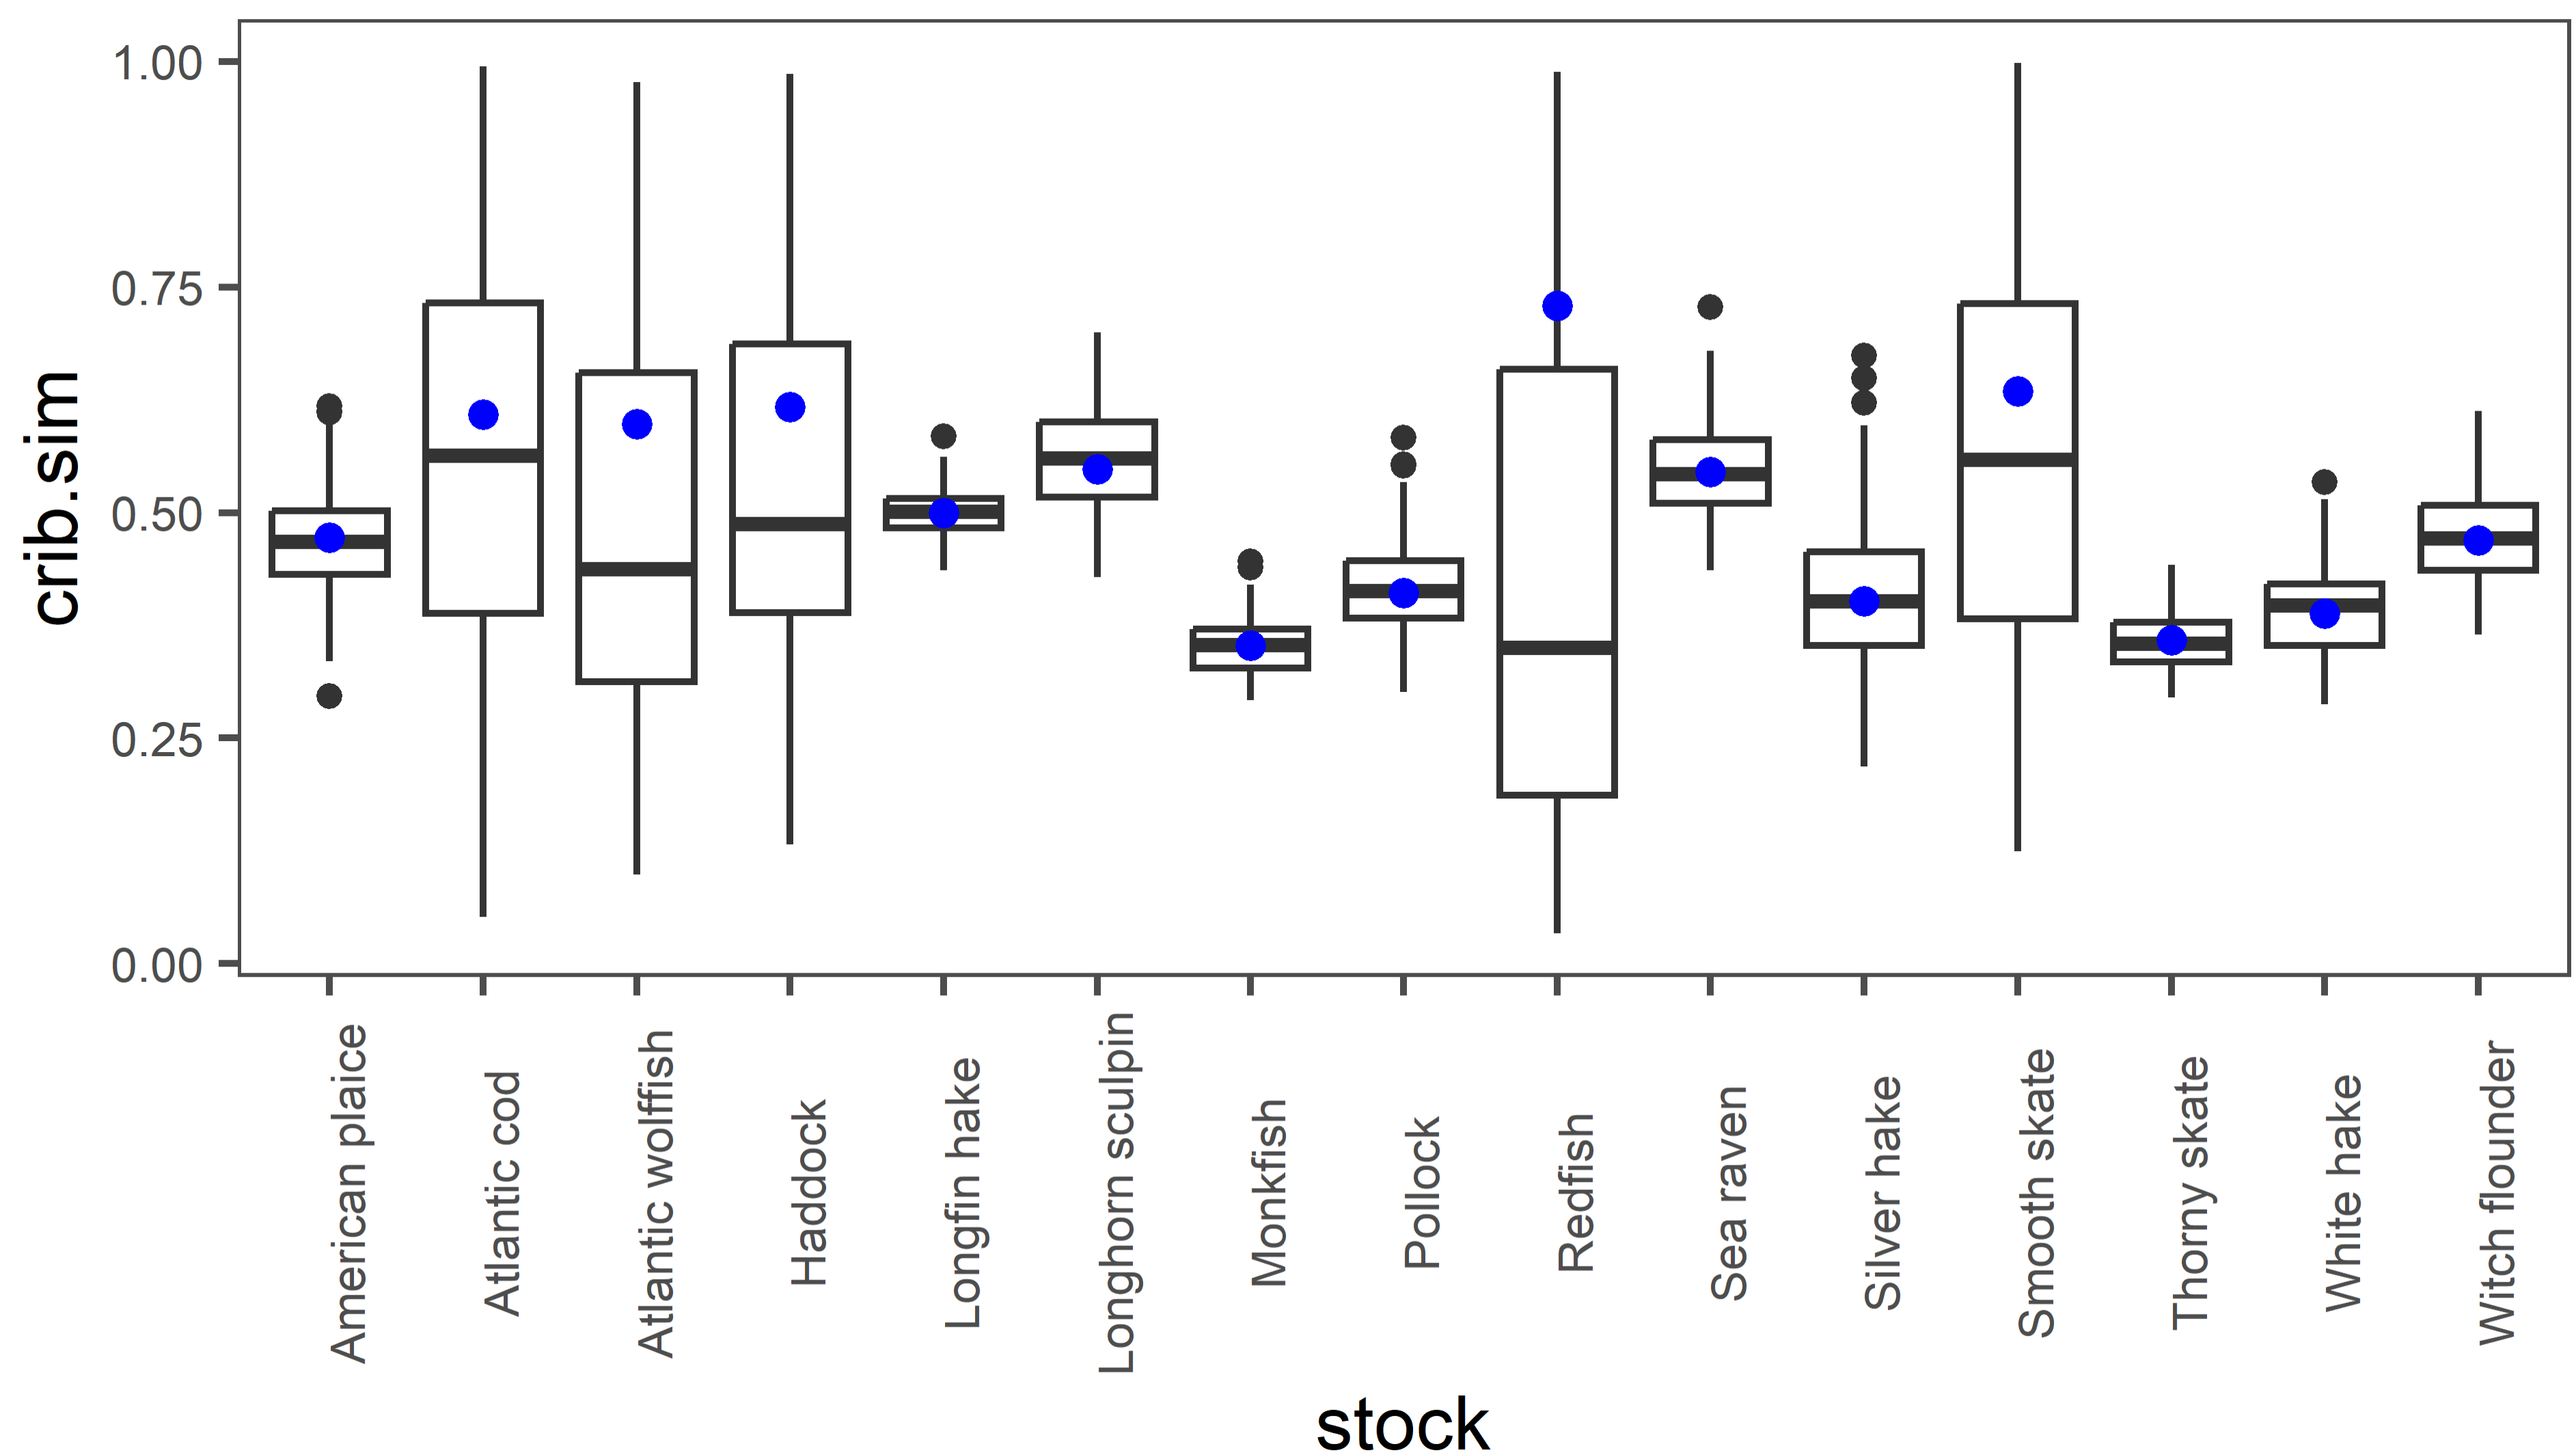 crib.sim
1.00
0.75
0.50
0.25
0.00
American plaice
Atlantic cod
Atlantic wolffish
Haddock
Longfin hake
Longhorn sculpin
Monkfish
Pollock
Redfish
Sea raven
Silver hake
Smooth skate
Thorny skate
White hake
Witch flounder
stock